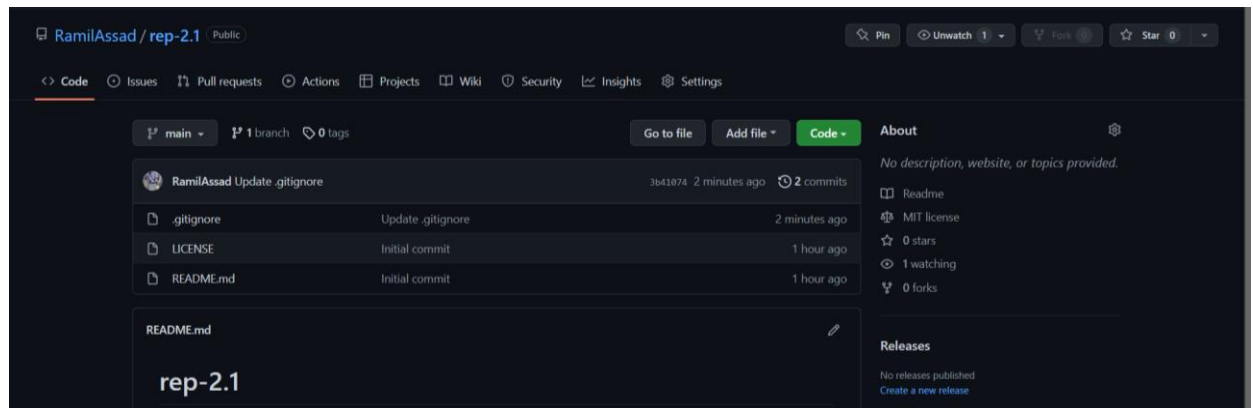 RamilAssad / rep-2.1 Public
Pin Unwatch 1 Fork 0 Star 0
Code Issues Pull requests Actions Projects Wiki Security Insights Settings
main 1 branch 0 tags Go to file Add file Code
RamilAssad Update .gitignore 3b41074 2 minutes ago 2 commits
.gitignore Update .gitignore 2 minutes ago
LICENSE Initial commit 1 hour ago
README.md Initial commit 1 hour ago
README.md
rep-2.1
About
No description, website, or topics provided.
Readme
MIT license
0 stars
1 watching
0 forks
Releases
No releases published
Create a new release